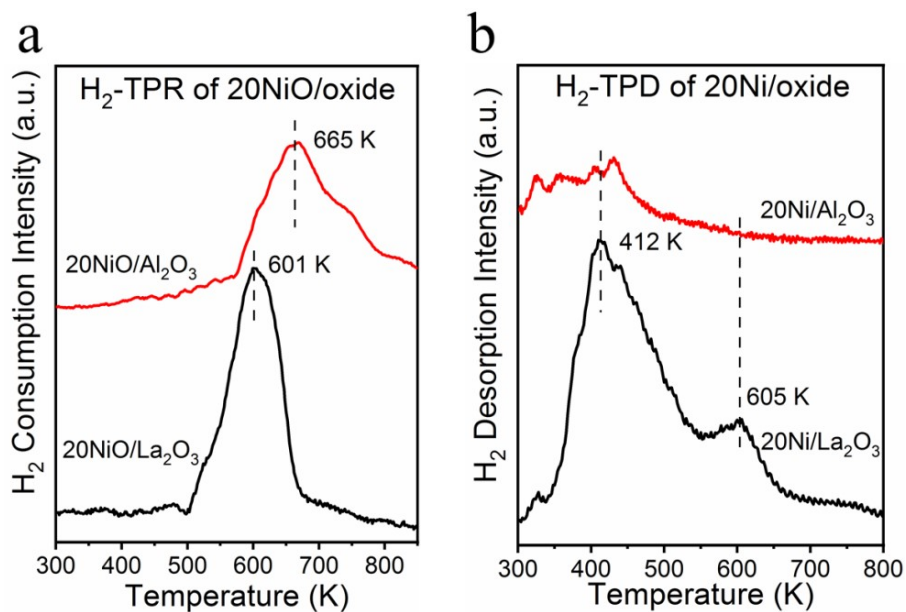 a
H₂-TPR of 20NiO/oxide
665 K
20NiO/Al₂O₃
601 K
20NiO/La₂O₃
H₂ Consumption Intensity (a.u.)
300 400 500 600 700 800
Temperature (K)
b
H₂-TPD of 20Ni/oxide
20Ni/Al₂O₃
412 K
605 K
20Ni/La₂O₃
H₂ Desorption Intensity (a.u.)
300 400 500 600 700 800
Temperature (K)